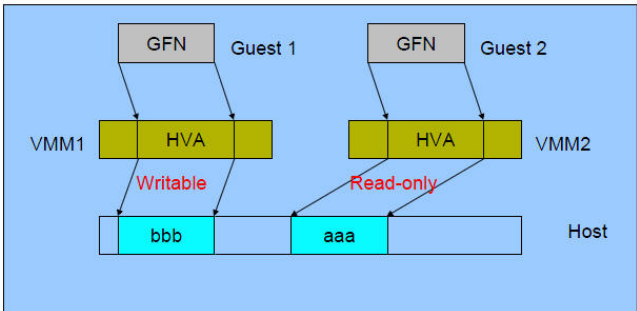 GFN Guest 1 GFN Guest 2
VMM1 HVA HVA VMM2
Writable Read-only
bbb aaa Host